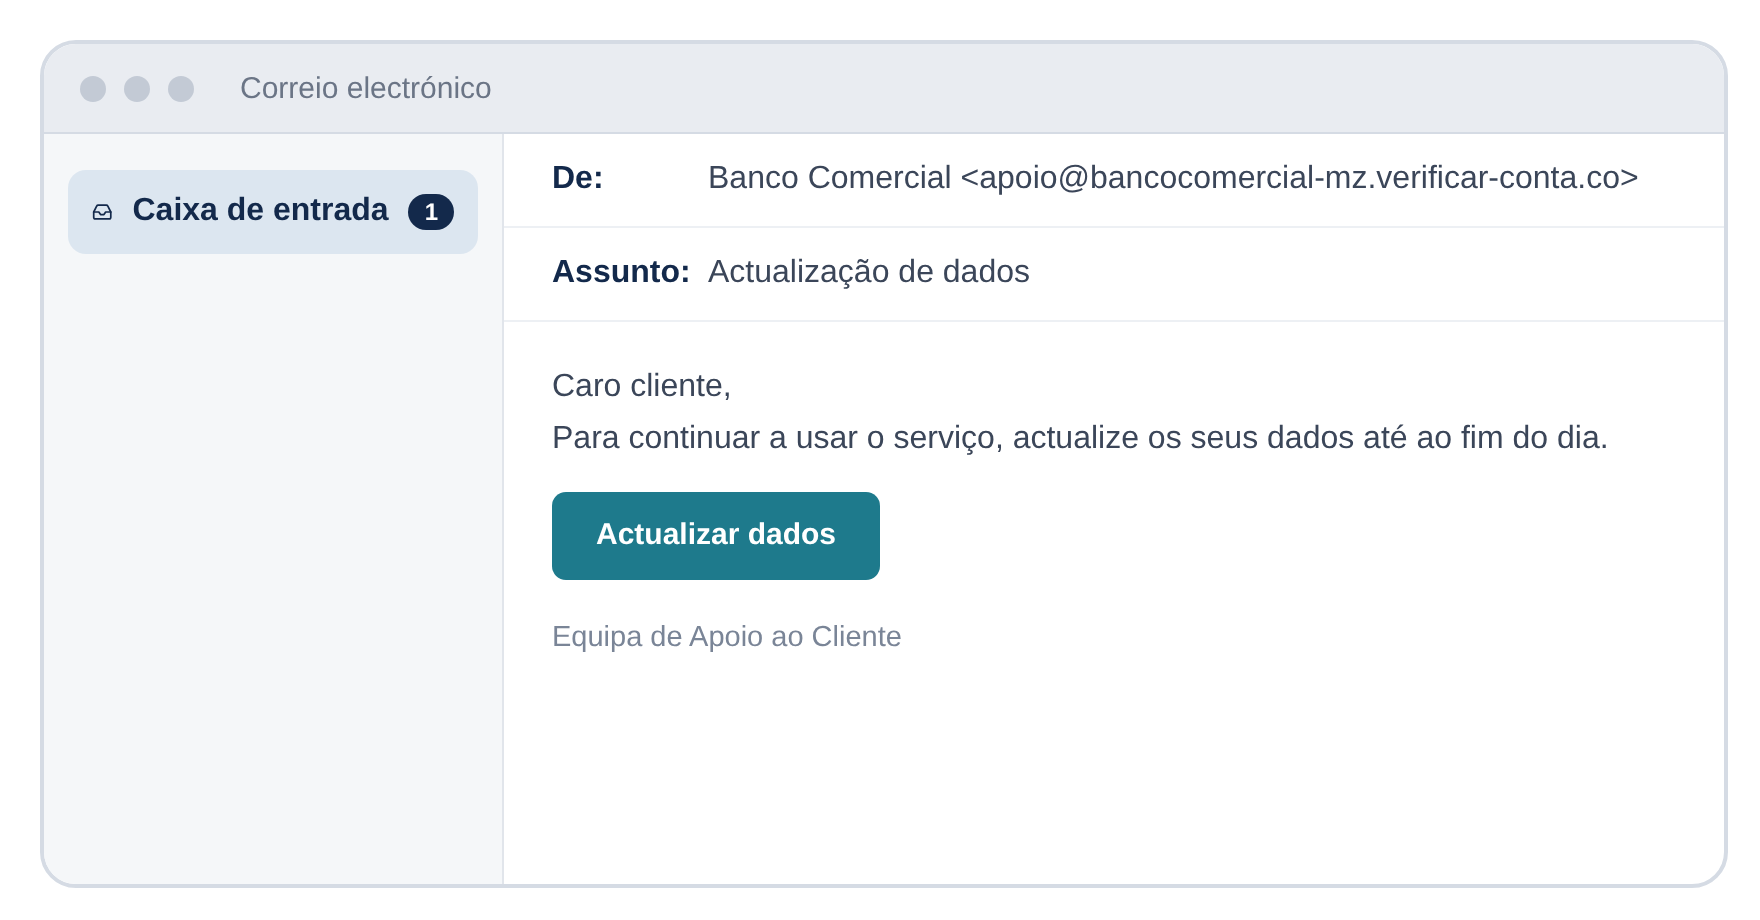 Correio electrónico
Caixa de entrada 1
De: Banco Comercial <apoio@bancocomercial-mz.verificar-conta.co>
Assunto: Actualização de dados
Caro cliente,
Para continuar a usar o serviço, actualize os seus dados até ao fim do dia.
Actualizar dados
Equipa de Apoio ao Cliente